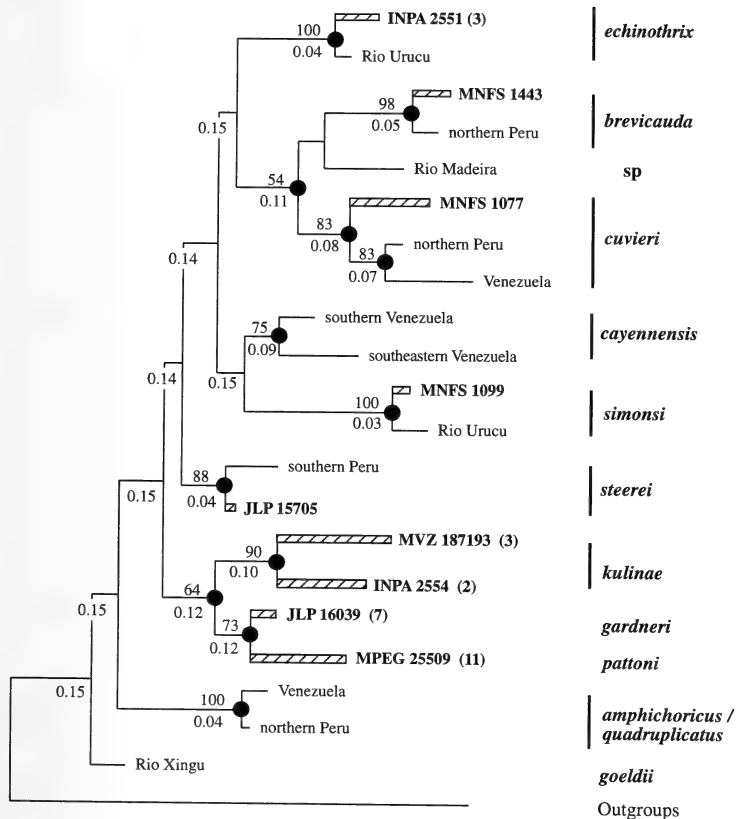 INPA 2551 (3)
echinothrix
100
0.04
Rio Urucu
MNFS 1443
98
0.05
brevicauda
northern Peru
0.15
Rio Madeira
sp
54
0.11
MNFS 1077
83
0.08
cuvieri
northern Peru
83
0.07
Venezuela
0.14
southern Venezuela
75
0.09
cayennensis
southeastern Venezuela
0.14
0.15
MNFS 1099
100
0.03
simonsi
Rio Urucu
southern Peru
88
0.04
steerei
0.15
JLP 15705
MVZ 187193 (3)
90
0.10
kulinae
INPA 2554 (2)
64
0.12
0.15
JLP 16039 (7)
73
0.12
gardneri
MPEG 25509 (11)
pattoni
0.15
Venezuela
100
0.04
northern Peru
amphichoricus /
quadruplicatus
Rio Xingu
goeldii
Outgroups